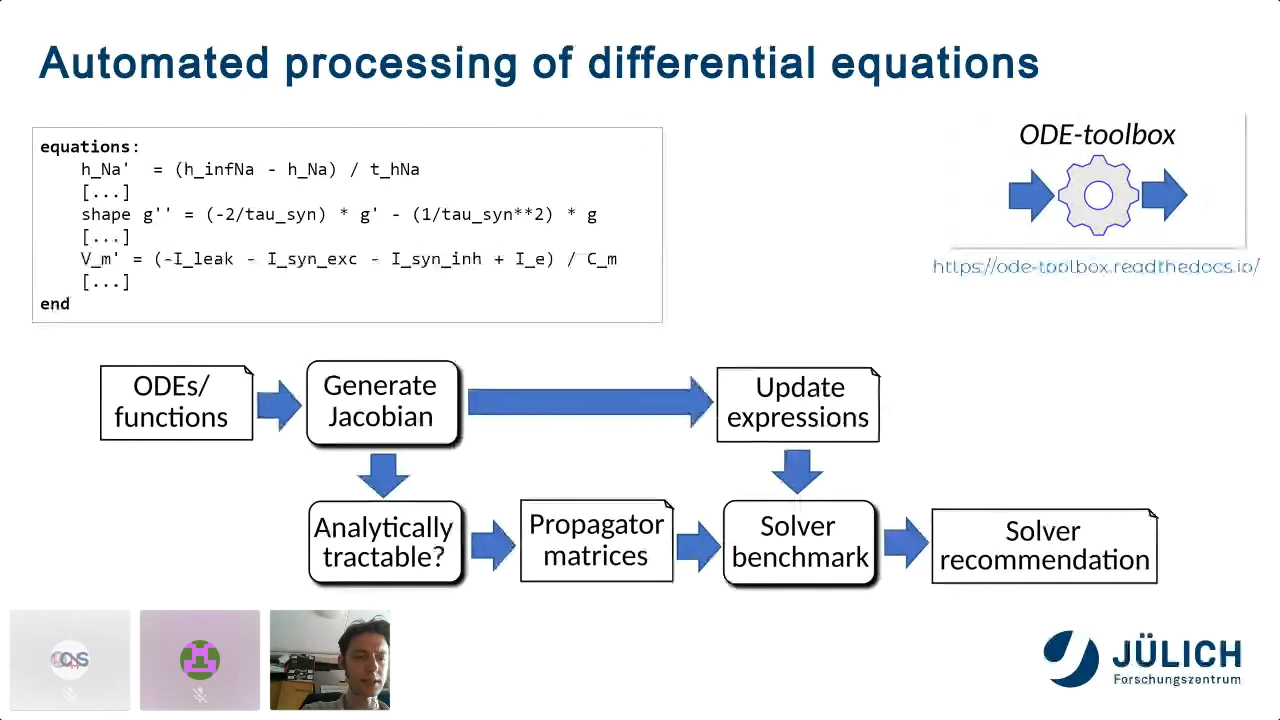 Automated processing of differential equations
equations:
h_Na' = (h_infNa - h_Na) / t_hNa
[...]
shape g'' = (-2/tau_syn) * g' - (1/tau_syn**2) * g
[...]
V_m' = (-I_leak - I_syn_exc - I_syn_inh + I_e) / C_m
[...]
end
ODE-toolbox
https://ode-toolbox.readthedocs.io/
ODEs/
functions
Generate
Jacobian
Update
expressions
Analytically
tractable?
Propagator
matrices
Solver
benchmark
Solver
recommendation
JÜLICH
Forschungszentrum